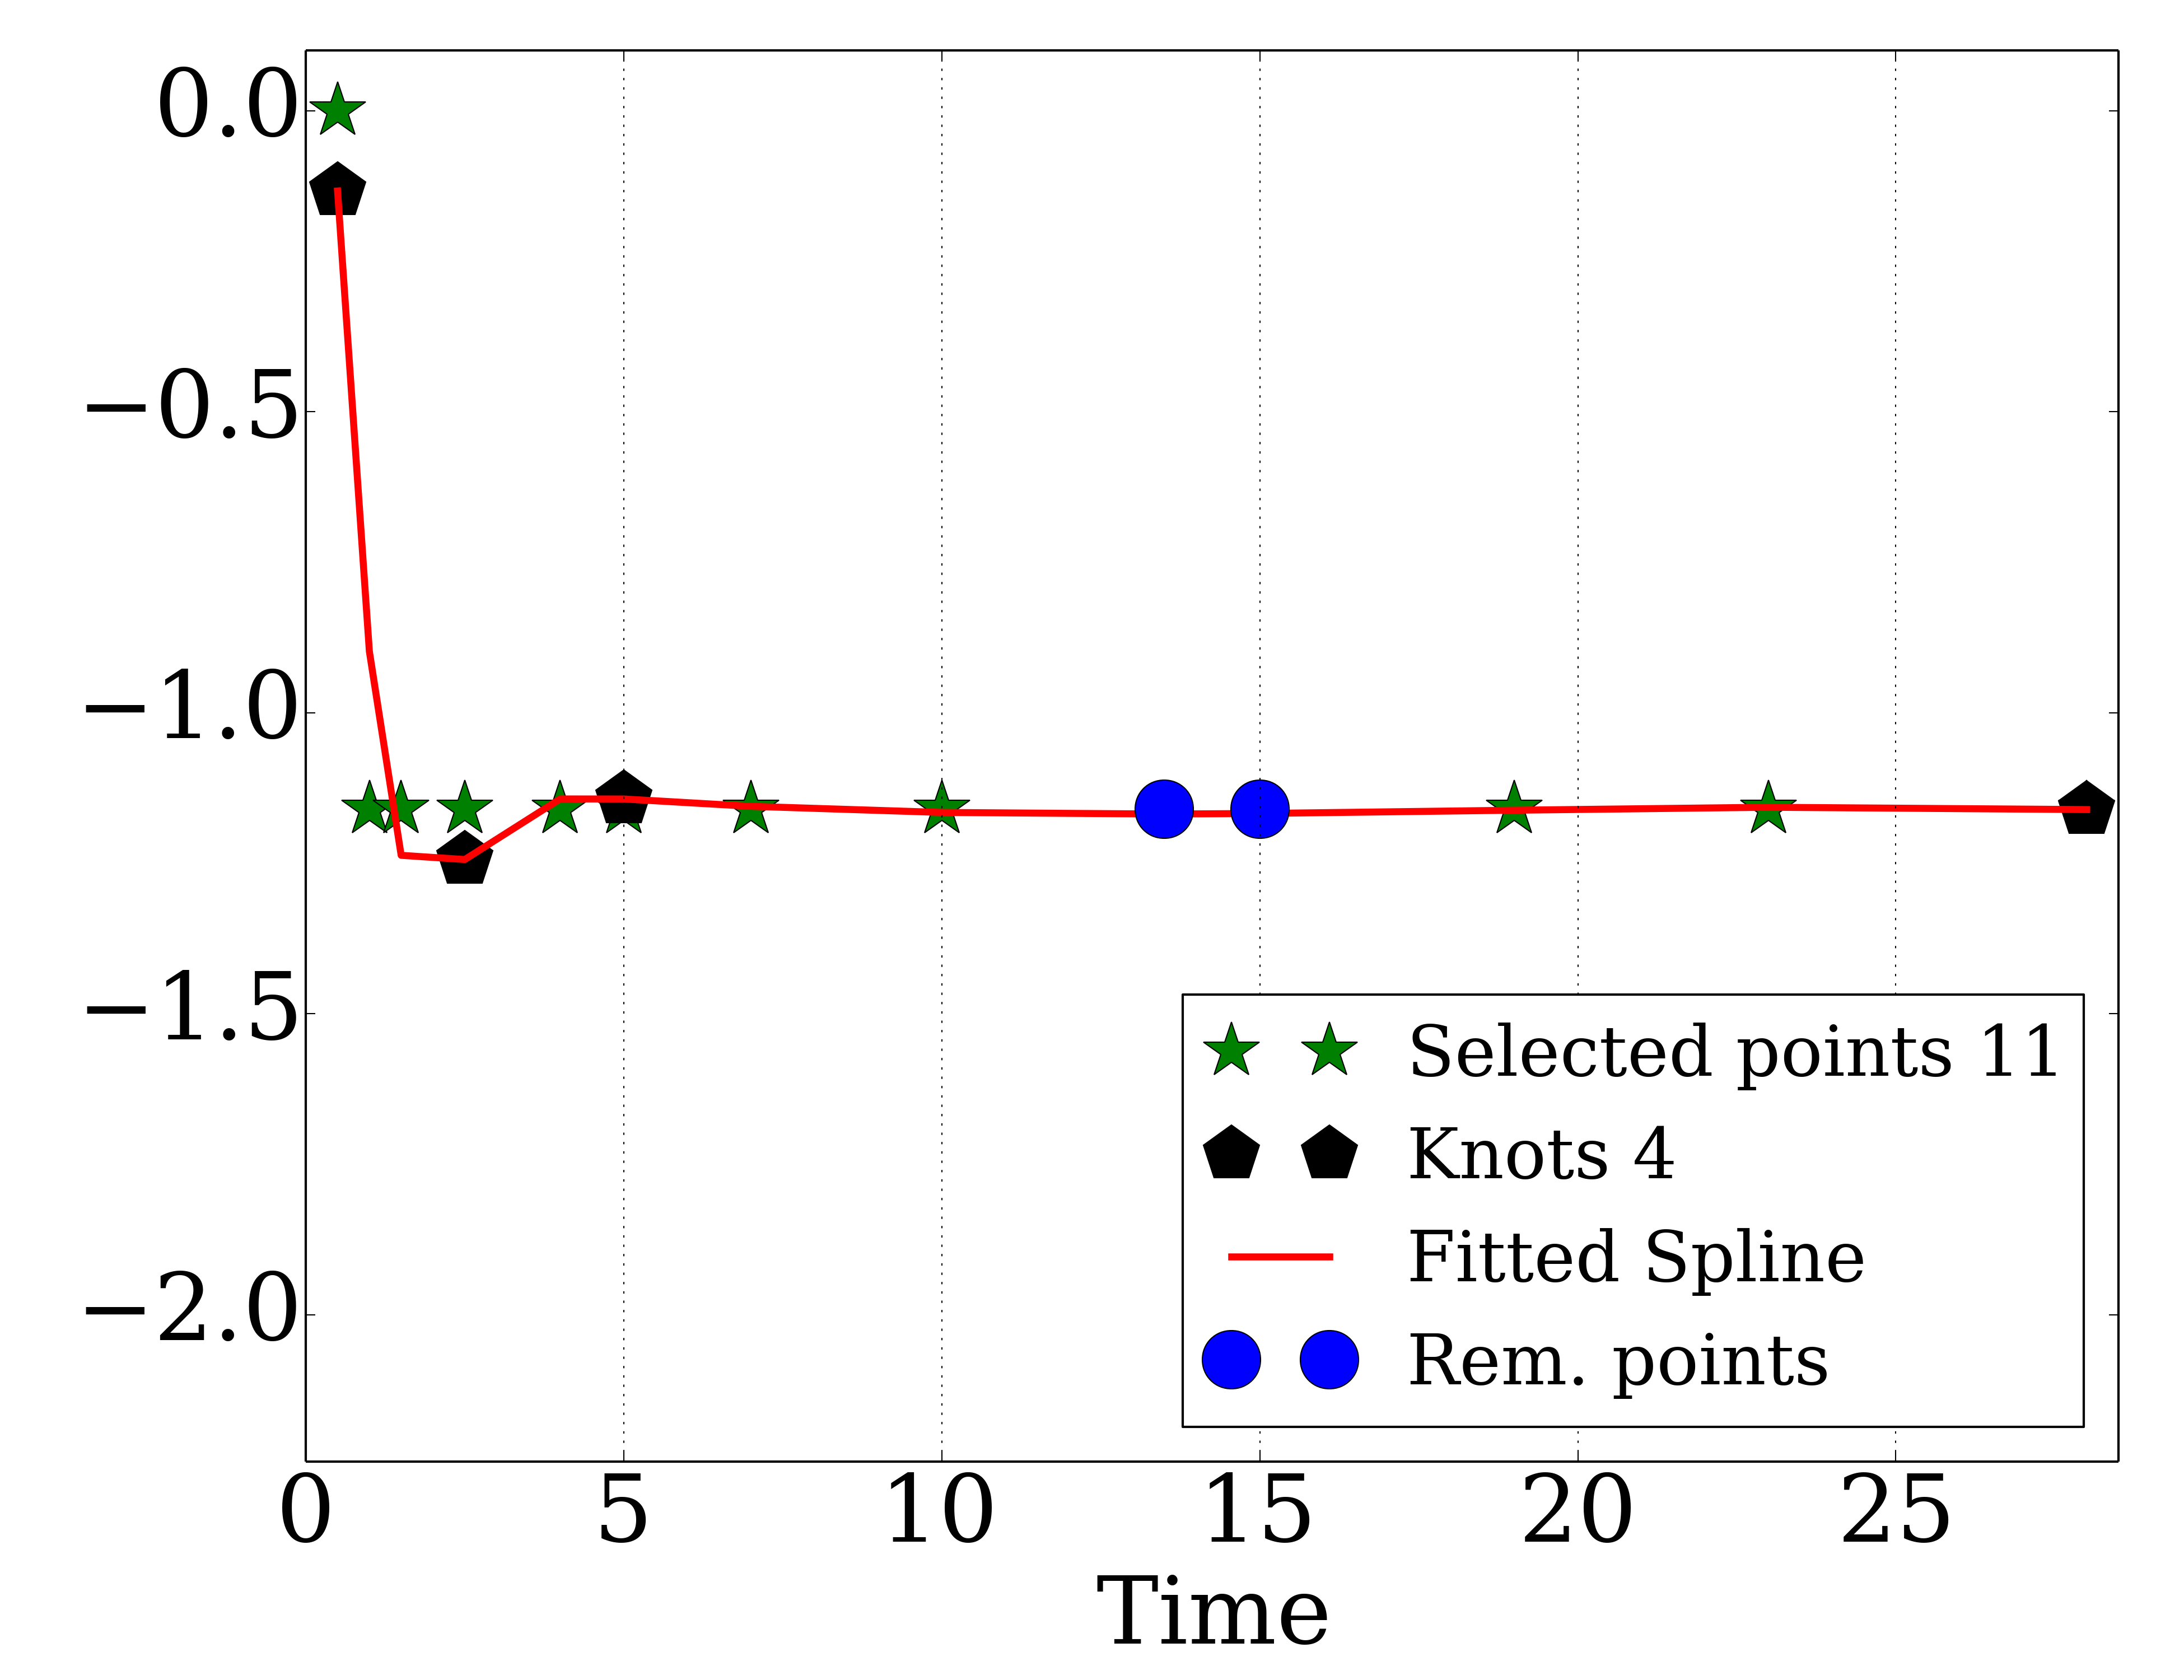 0.0
−0.5
−1.0
−1.5
−2.0
Selected points 11
Knots 4
Fitted Spline
Rem. points
0 5 10 15 20 25
Time